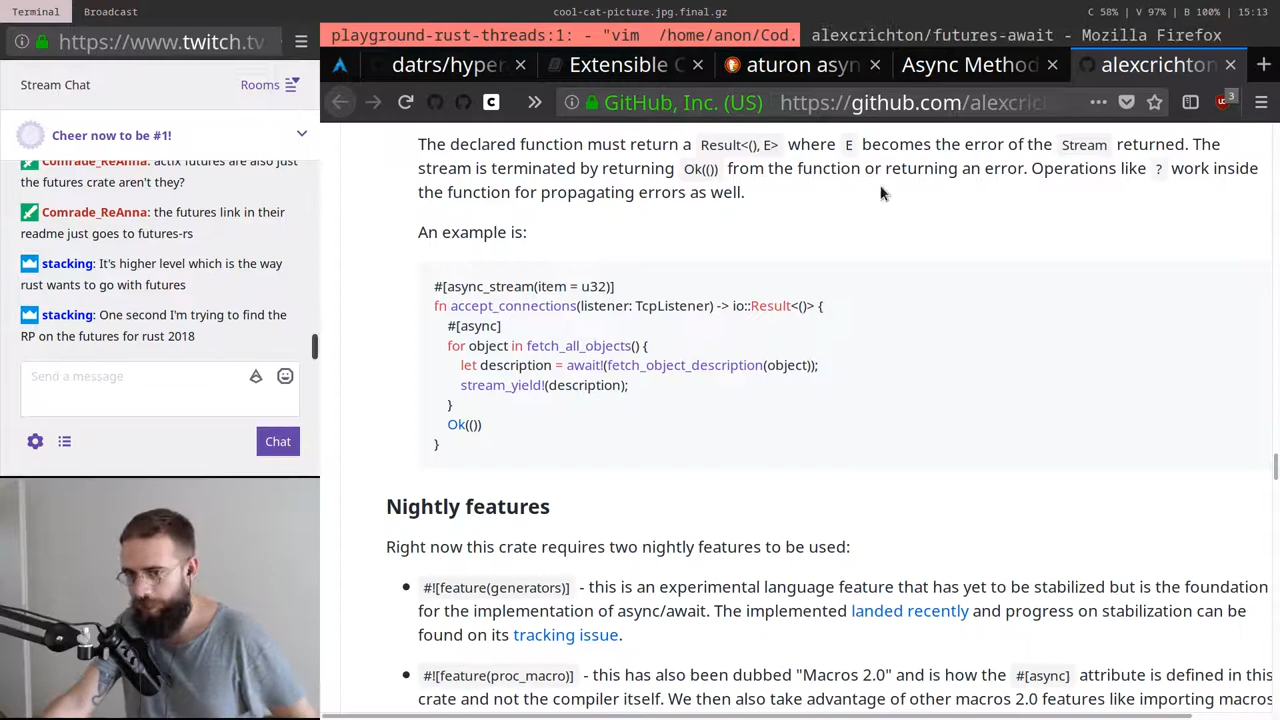 Terminal Browser cool-cat-picture.jpg.final.gz C 58% | V 97% | B 100% | 15:13
https://www.twitch.tv
playground-rust-threads:1: - "vim /home/anon/Cod. alexcrichton/futures-await - Mozilla Firefox
datrs/hyper Extensible C aturon asyn Async Method alexcrichton
GitHub, Inc. (US) https://github.com/alexcric
3
Stream Chat
Rooms
Cheer now to be #1!
Comrade_ReAnna: actix futures are also just
the futures crate aren't they?
Comrade_ReAnna: the futures link in their
readme just goes to futures-rs
stacking: It's higher level which is the way
rust wants to go with futures
stacking: One second I'm trying to find the
RP on the futures for rust 2018
Send a message
Chat
The declared function must return a Result<(), E> where E becomes the error of the Stream returned. The
stream is terminated by returning Ok(()) from the function or returning an error. Operations like ? work inside
the function for propagating errors as well.
An example is:
#[async_stream(item = u32)]
fn accept_connections(listener: TcpListener) -> io::Result<()> {
#[async]
for object in fetch_all_objects() {
let description = await!(fetch_object_description(object));
stream_yield!(description);
}
Ok(())
}
Nightly features
Right now this crate requires two nightly features to be used:
#![feature(generators)] - this is an experimental language feature that has yet to be stabilized but is the foundation
for the implementation of async/await. The implemented landed recently and progress on stabilization can be
found on its tracking issue.
#![feature(proc_macro)] - this has also been dubbed "Macros 2.0" and is how the #[async] attribute is defined in this
crate and not the compiler itself. We then also take advantage of other macros 2.0 features like importing macros